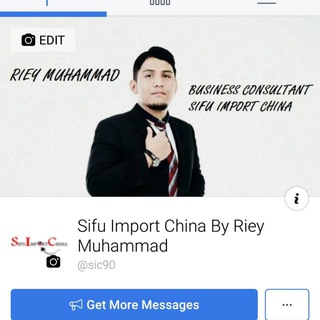 EDIT
RIEY MUHAMMAD
BUSINESS CONSULTANT
SIFU IMPORT CHINA
Sifu Import China
Sifu Import China By Riey
Muhammad
@sic90
Get More Messages